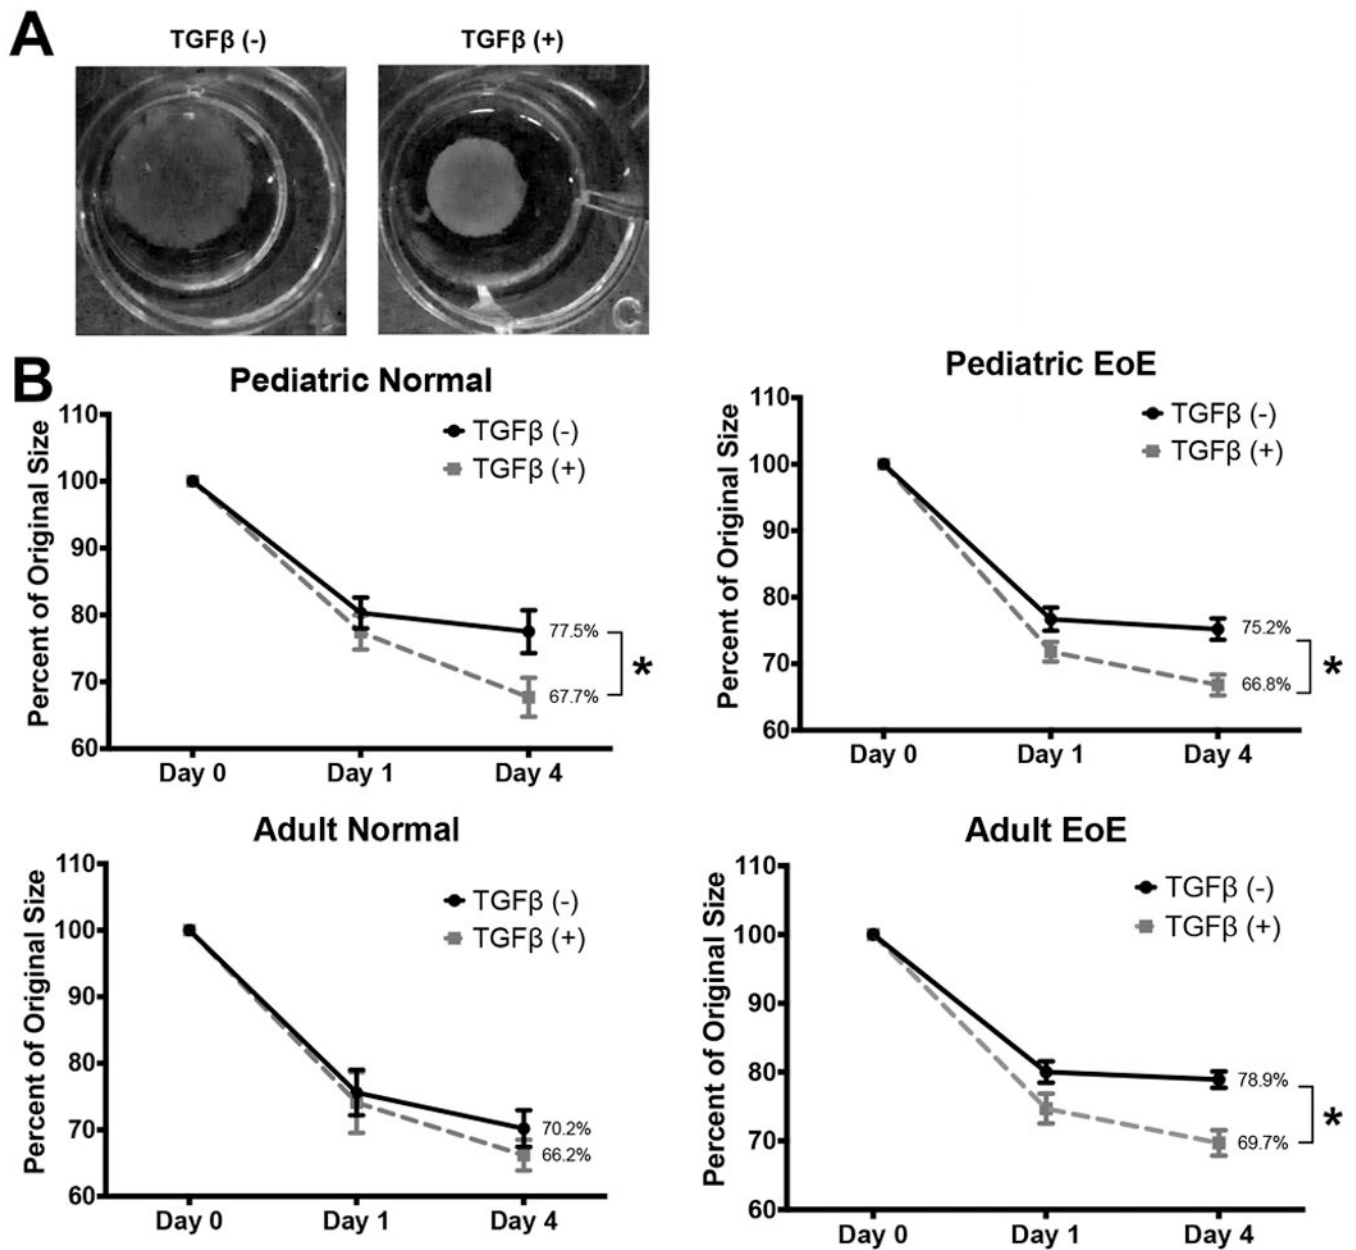 A
TGFβ (-)
TGFβ (+)
B
Pediatric Normal
Percent of Original Size
110
100
90
80
70
60
TGFβ (-)
TGFβ (+)
77.5%
67.7%
*
Day 0
Day 1
Day 4
Pediatric EoE
Percent of Original Size
110
100
90
80
70
60
TGFβ (-)
TGFβ (+)
75.2%
66.8%
*
Day 0
Day 1
Day 4
Adult Normal
Percent of Original Size
110
100
90
80
70
60
TGFβ (-)
TGFβ (+)
70.2%
66.2%
Day 0
Day 1
Day 4
Adult EoE
Percent of Original Size
110
100
90
80
70
60
TGFβ (-)
TGFβ (+)
78.9%
69.7%
*
Day 0
Day 1
Day 4